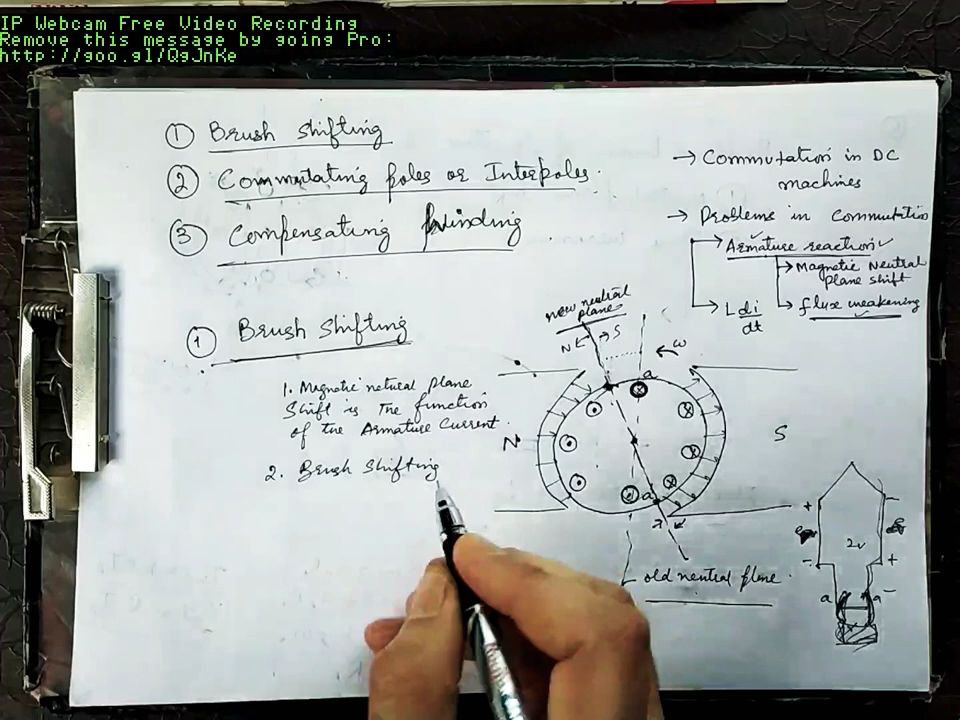 IP Webcam Free Video Recording
Remove this message by going Pro:
http://goo.gl/QgJnKe
① Brush shifting
② Commutating poles or Interpoles.
③ Compensating winding
→ Commutation in DC
machines
→ Problems in Commutation
→ Armature reaction ✓
→ Magnetic Neutral
Plane shift
→ flux weakening
→ L di/dt
① Brush Shifting
1. Magnetic natural plane
shift is the function
of the Armature Current.
2. Brush Shifting
New neutral
plane
N S
ω
a
N
S
a
old neutral plane
+ -
2v
- +
a a-